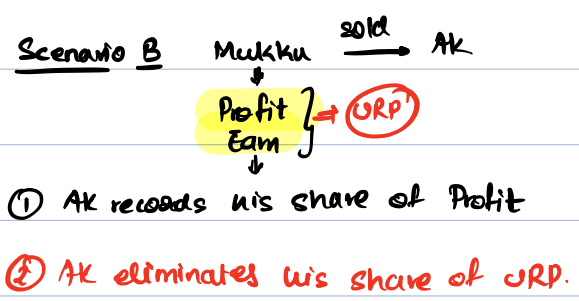 Scenario B Mukku sold AK
Profit
Earn URP
① AK records his share of Profit
② AK eliminates his share of URP.